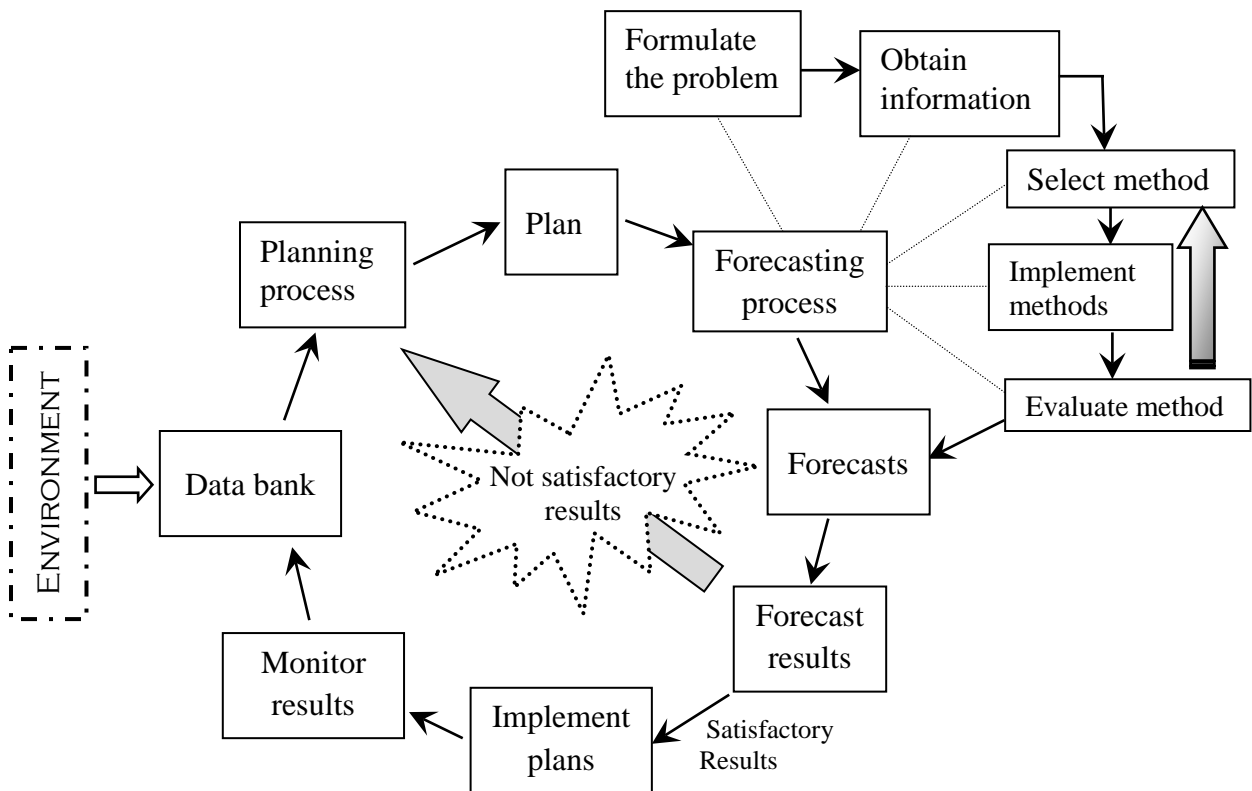 Formulate
the problem
Obtain
information
Select method
Implement
methods
Evaluate method
Plan
Planning
process
Forecasting
process
ENVIRONMENT
Data bank
Not satisfactory
results
Forecasts
Forecast
results
Monitor
results
Implement
plans
Satisfactory
Results